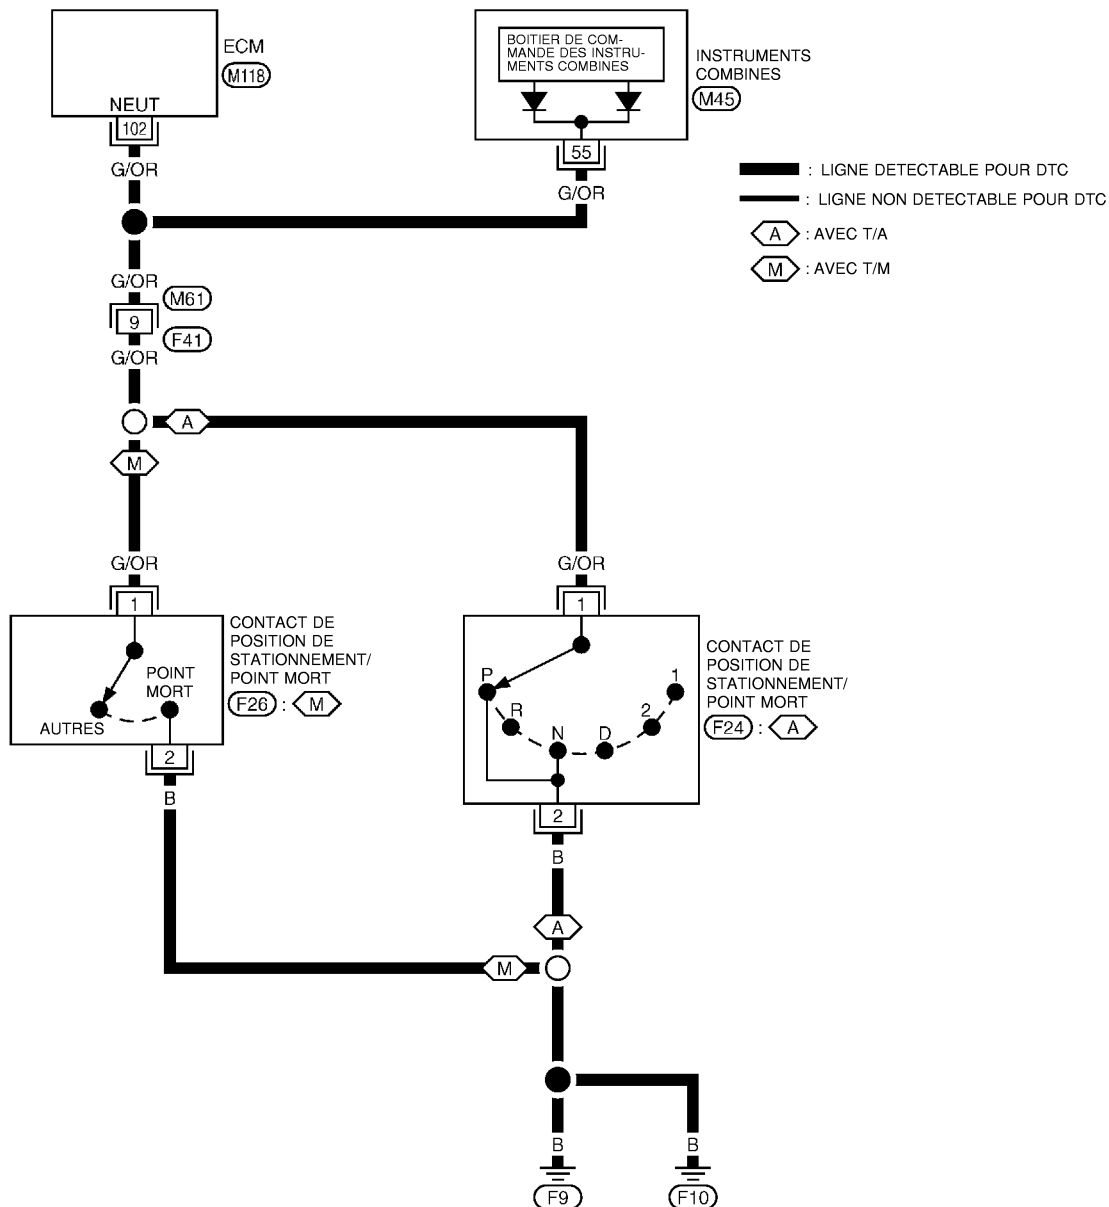 ECM
M118
NEUT
102
G/OR
BOITIER DE COM-
MANDE DES INSTRU-
MENTS COMBINES
INSTRUMENTS
COMBINES
M45
55
G/OR
: LIGNE DETECTABLE POUR DTC
: LIGNE NON DETECTABLE POUR DTC
A : AVEC T/A
M : AVEC T/M
G/OR
M61
9
F41
G/OR
A
M
G/OR
G/OR
1
CONTACT DE
POSITION DE
STATIONNEMENT/
POINT MORT
F26 : M
POINT
MORT
AUTRES
2
B
1
P
R
N
D
2
1
CONTACT DE
POSITION DE
STATIONNEMENT/
POINT MORT
F24 : A
2
B
A
M
B
B
F9
F10